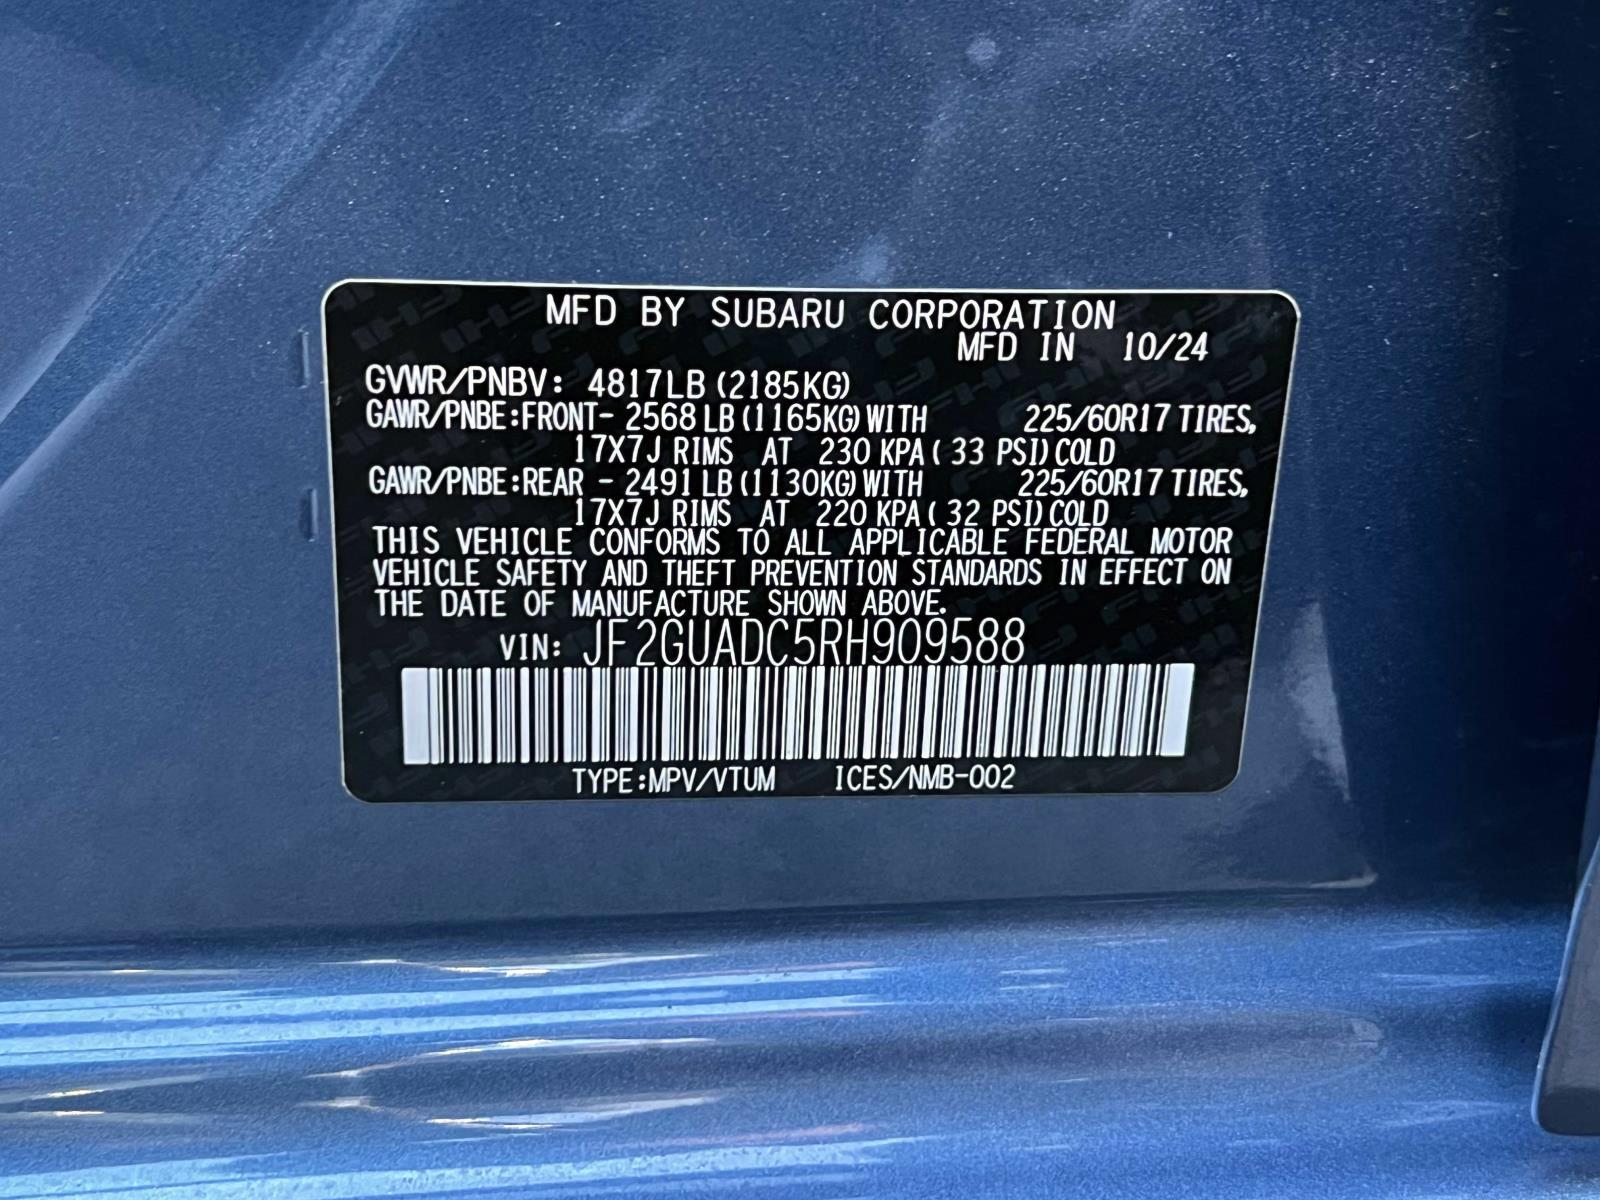 MFD BY SUBARU CORPORATION
MFD IN 10/24
GVWR/PNBV: 4817LB (2185KG)
GAWR/PNBE:FRONT- 2568 LB (1165KG) WITH 225/60R17 TIRES,
17X7J RIMS AT 230 KPA ( 33 PSI) COLD
GAWR/PNBE:REAR - 2491 LB (1130KG) WITH 225/60R17 TIRES,
17X7J RIMS AT 220 KPA ( 32 PSI) COLD
THIS VEHICLE CONFORMS TO ALL APPLICABLE FEDERAL MOTOR
VEHICLE SAFETY AND THEFT PREVENTION STANDARDS IN EFFECT ON
THE DATE OF MANUFACTURE SHOWN ABOVE.
VIN: JF2GUADC5RH909588
TYPE:MPV/VTUM ICES/NMB-002